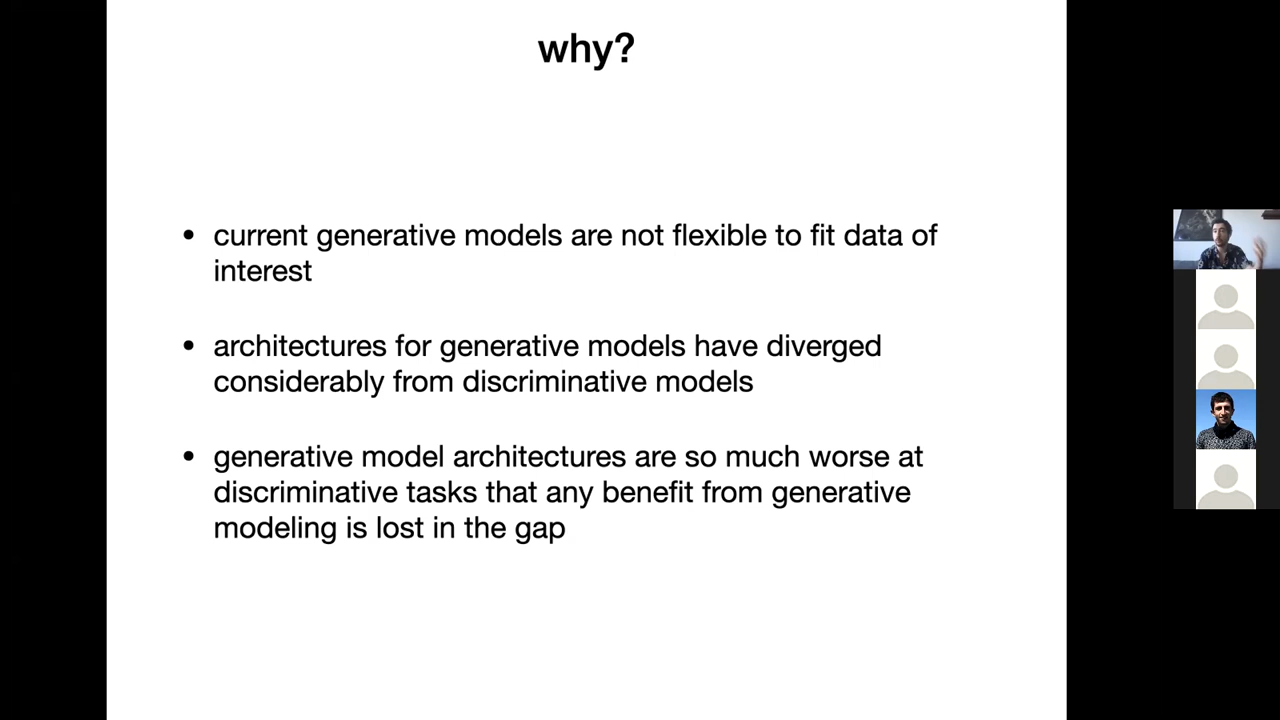 why?
• current generative models are not flexible to fit data of
interest
• architectures for generative models have diverged
considerably from discriminative models
• generative model architectures are so much worse at
discriminative tasks that any benefit from generative
modeling is lost in the gap